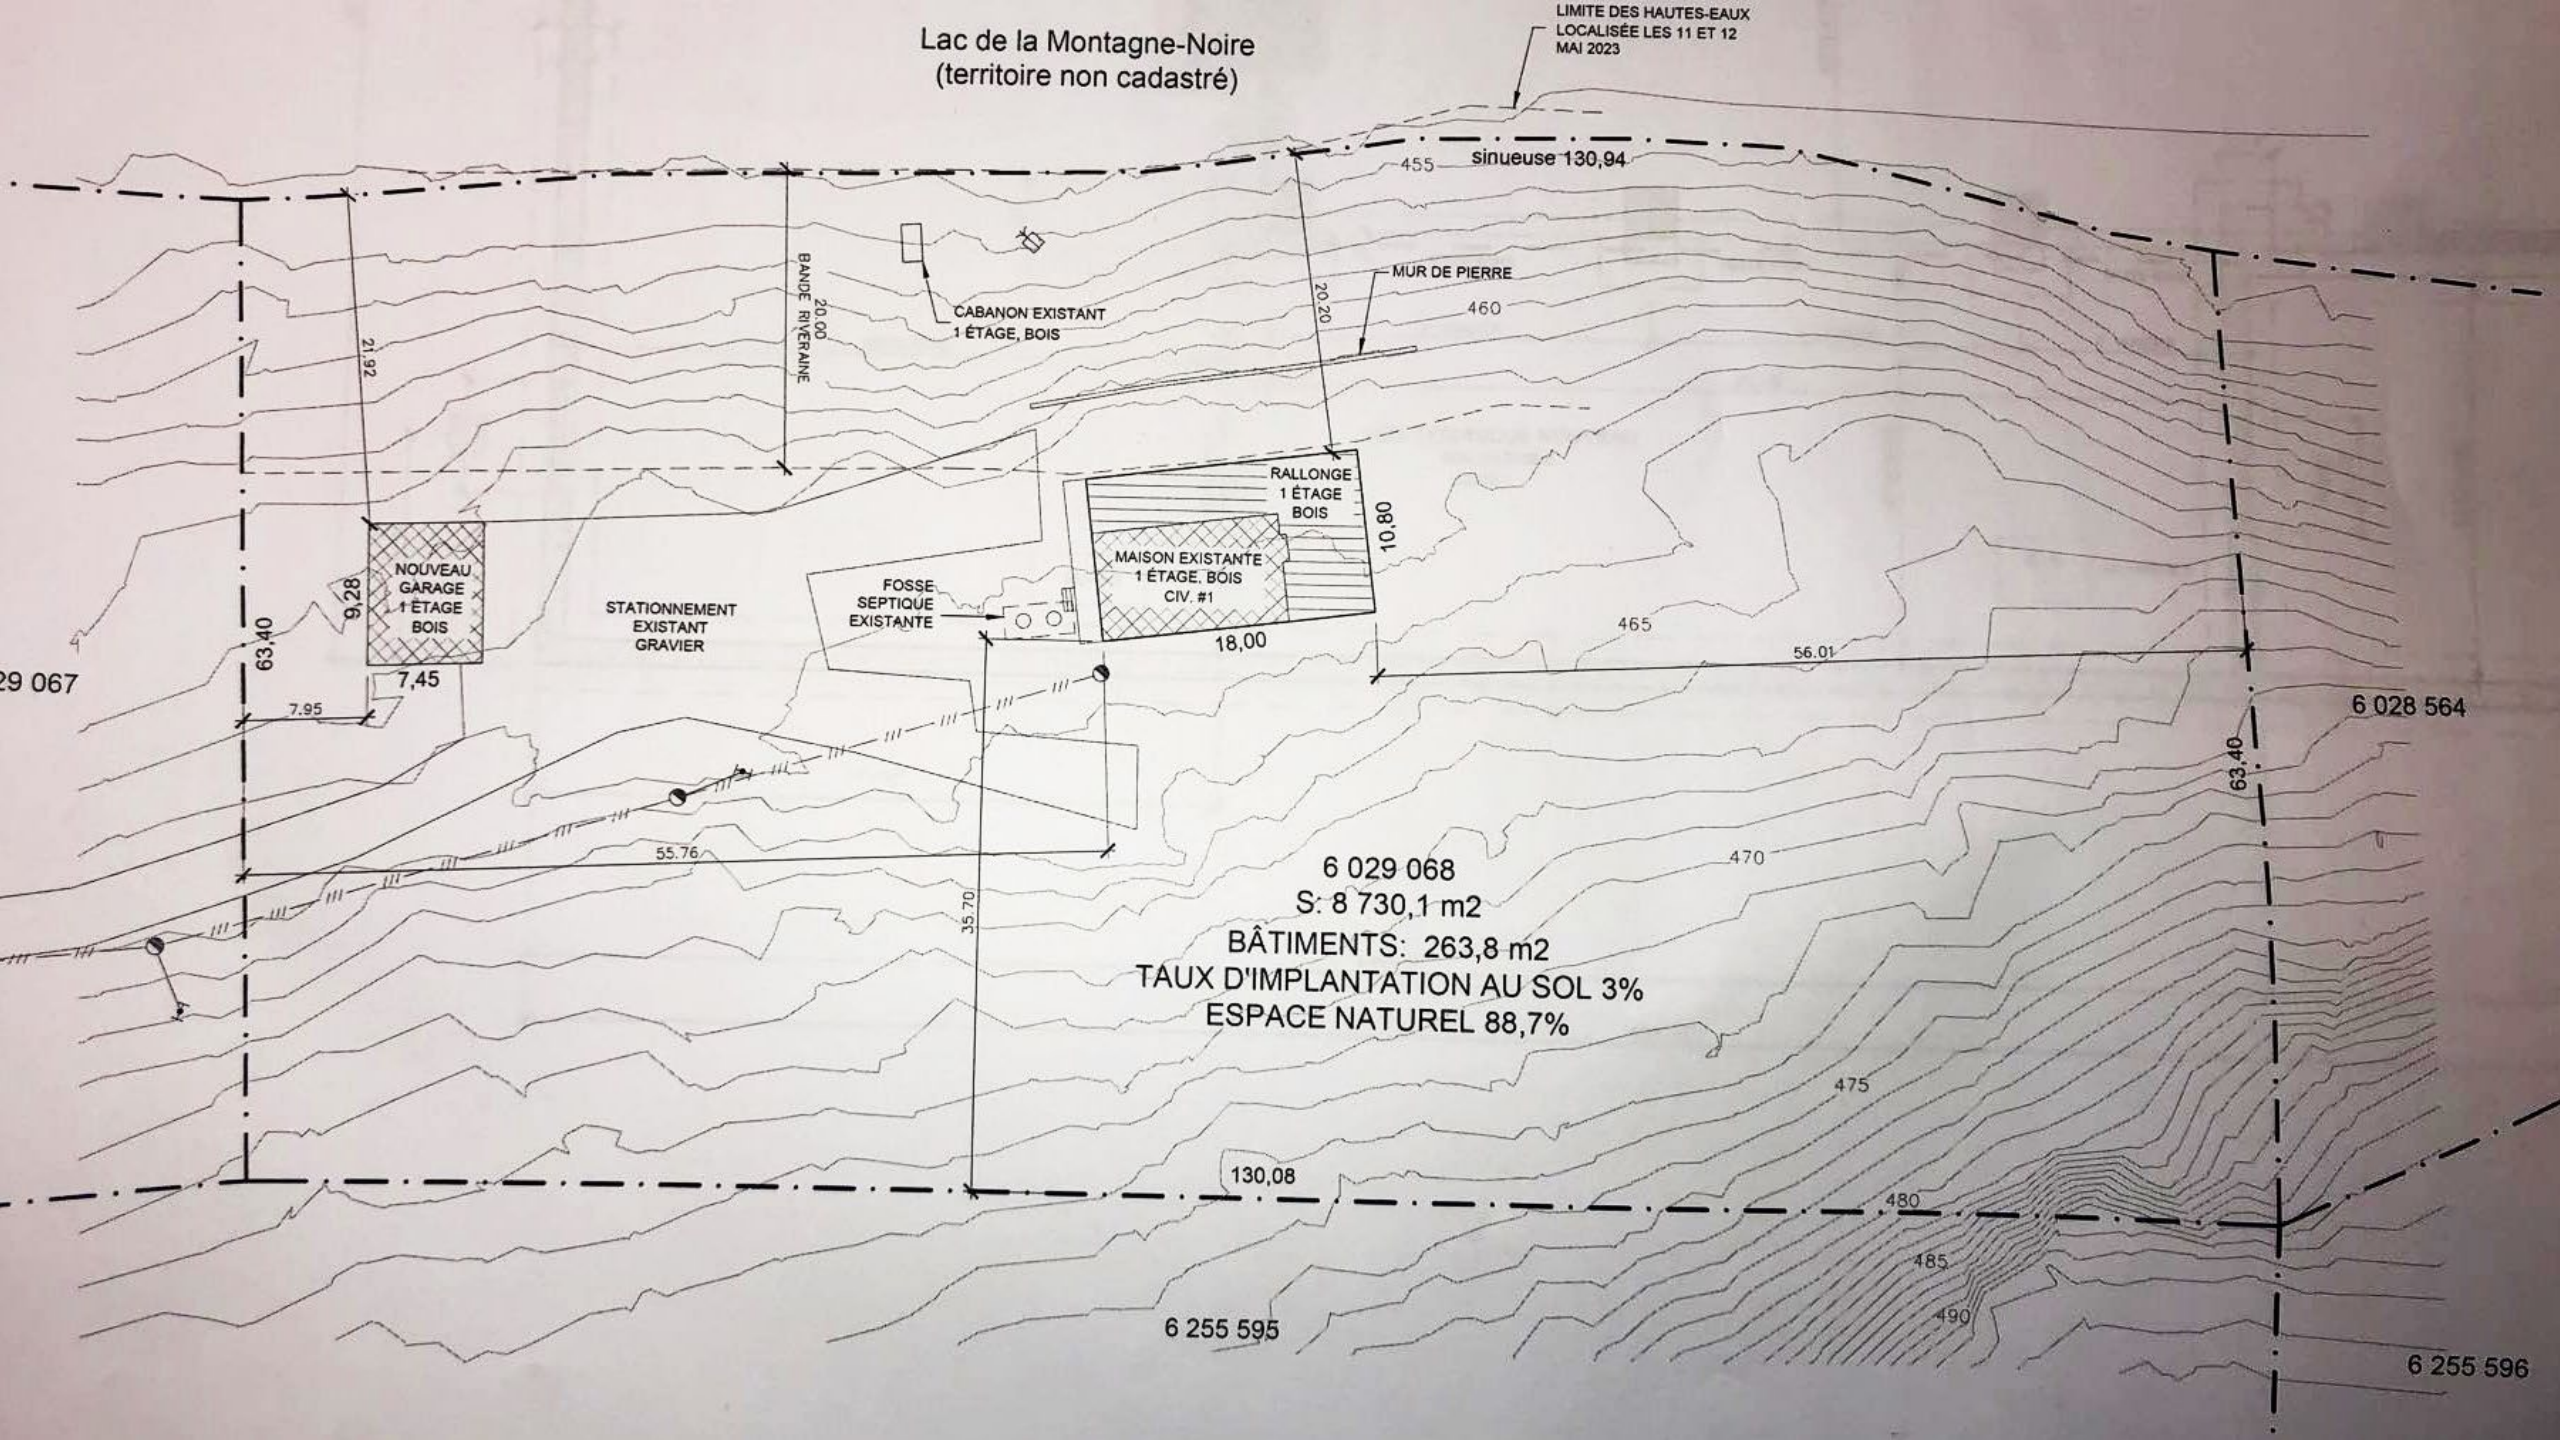 LIMITE DES HAUTES-EAUX
LOCALISÉE LES 11 ET 12
MAI 2023
Lac de la Montagne-Noire
(territoire non cadastré)
455
sinueuse 130,94
BANDE RIVERAINE
20.00
CABANON EXISTANT
1 ÉTAGE, BOIS
20.20
MUR DE PIERRE
460
21.92
RALLONGE
1 ÉTAGE
BOIS
10,80
NOUVEAU
GARAGE
1 ÉTAGE
BOIS
9,28
7,45
7.95
63,40
STATIONNEMENT
EXISTANT
GRAVIER
FOSSE
SEPTIQUE
EXISTANTE
MAISON EXISTANTE
1 ÉTAGE, BOIS
CIV. #1
18,00
465
56.01
29 067
6 028 564
63,40
55.76
35.70
470
6 029 068
S: 8 730,1 m2
BÂTIMENTS: 263,8 m2
TAUX D'IMPLANTATION AU SOL 3%
ESPACE NATUREL 88,7%
475
130,08
480
485
490
6 255 595
6 255 596